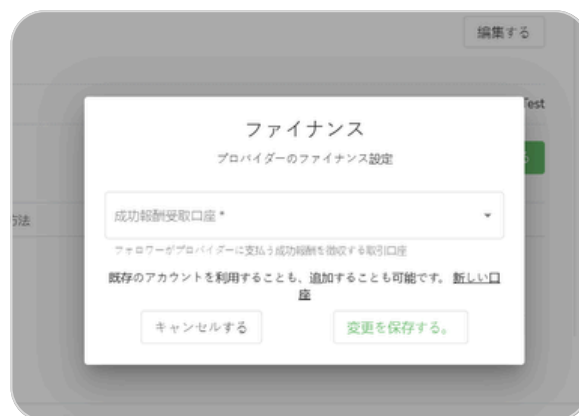 編集する
Test
ファイナンス
プロバイダーのファイナンス設定
方法
成功報酬受取口座 *
フォロワーがプロバイダーに支払う成功報酬を徴収する取引口座
既存のアカウントを利用することも、追加することも可能です。 新しい口
座
キャンセルする
変更を保存する。